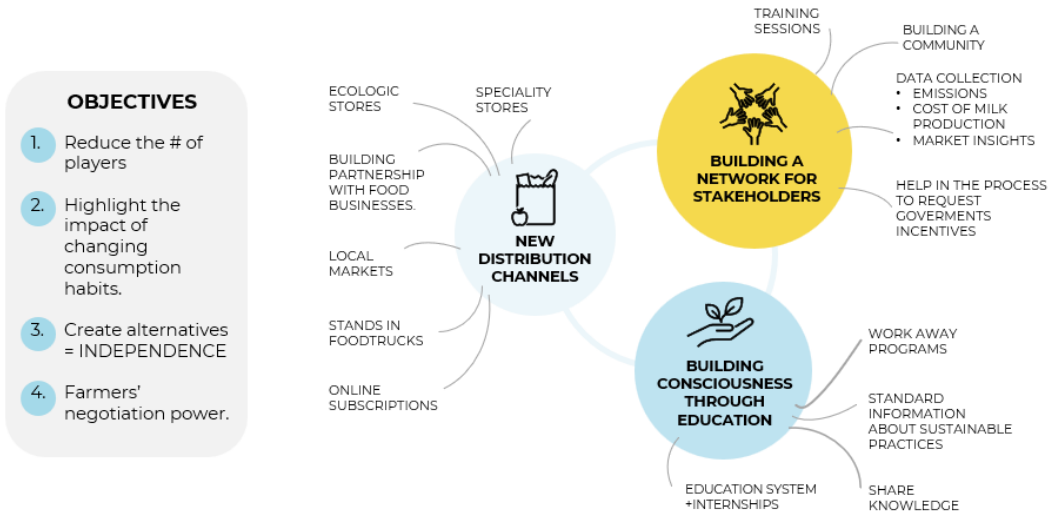 OBJECTIVES
1. Reduce the # of
players
2. Highlight the
impact of
changing
consumption
habits.
3. Create alternatives
= INDEPENDENCE
4. Farmers'
negotiation power.
ECOLOGIC
STORES
SPECIALITY
STORES
BUILDING
PARTNERSHIP
WITH FOOD
BUSINESSES.
LOCAL
MARKETS
STANDS IN
FOODTRUCKS
ONLINE
SUBSCRIPTIONS
NEW
DISTRIBUTION
CHANNELS
TRAINING
SESSIONS
BUILDING A
COMMUNITY
DATA COLLECTION
• EMISSIONS
• COST OF MILK
PRODUCTION
• MARKET INSIGHTS
HELP IN THE PROCESS
TO REQUEST
GOVERMENTS
INCENTIVES
BUILDING A
NETWORK FOR
STAKEHOLDERS
BUILDING
CONSCIOUSNESS
THROUGH
EDUCATION
WORK AWAY
PROGRAMS
STANDARD
INFORMATION
ABOUT SUSTAINABLE
PRACTICES
SHARE
KNOWLEDGE
EDUCATION SYSTEM
+INTERNSHIPS